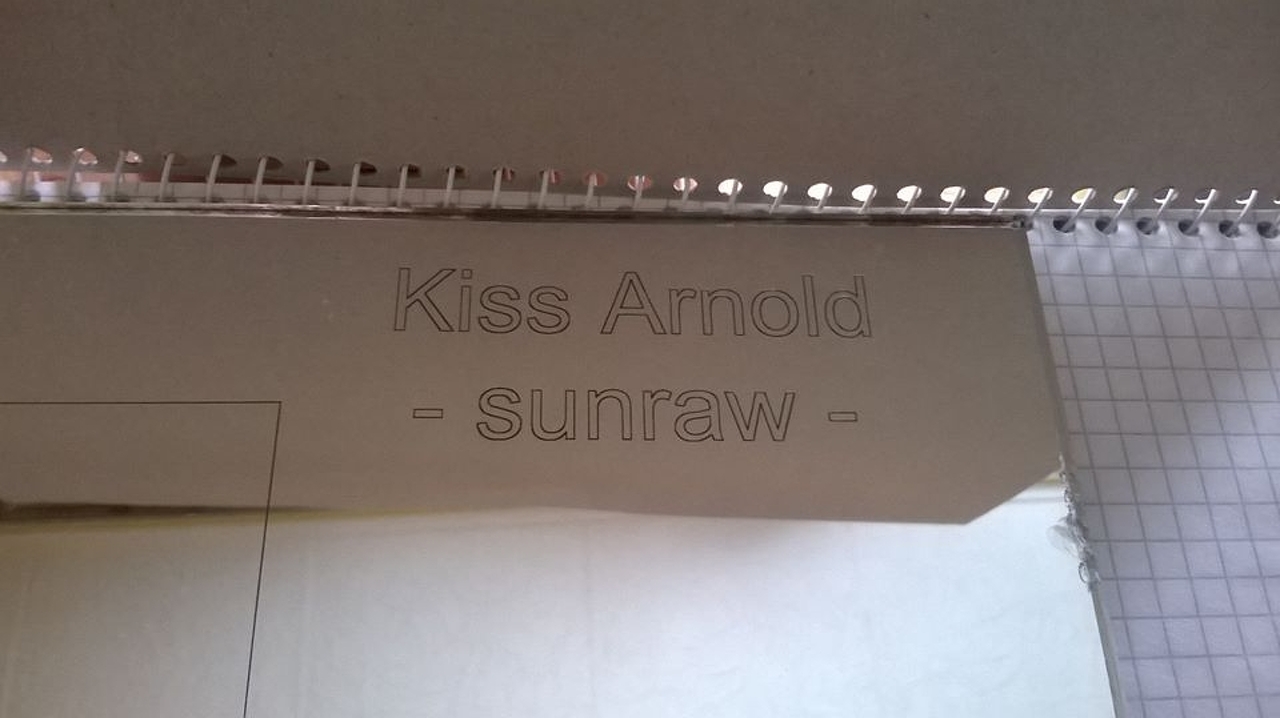 Kiss Arnold
- sunraw -